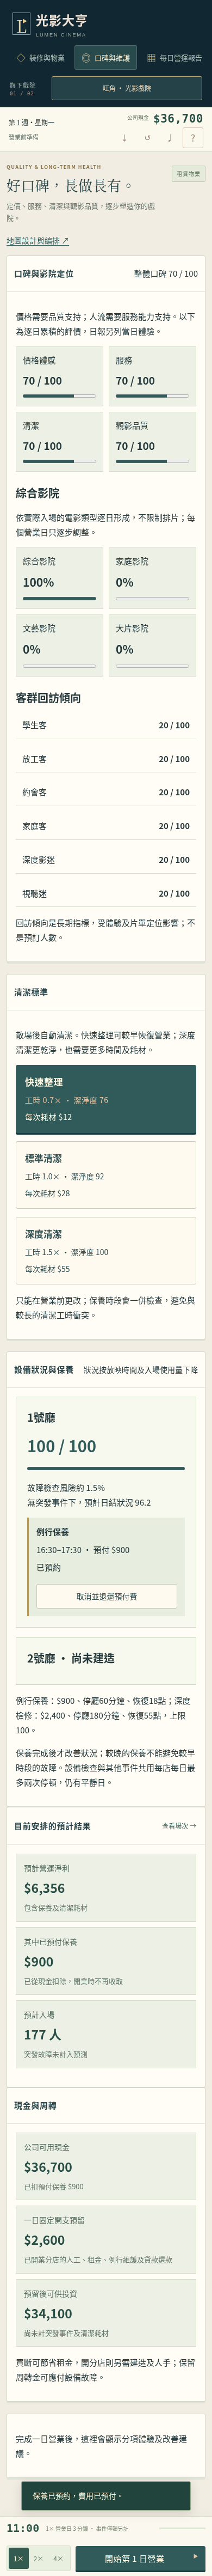 光影大亨
LUMEN CINEMA
裝修與物業
口碑與維護
每日營運報告
旗下戲院
01 / 02
旺角・光影戲院
第 1 週・星期一
公司現金 $36,700
營業前準備
↓ ↺ ♩ ?
QUALITY & LONG-TERM HEALTH
租賃物業
好口碑，長做長有。
定價、服務、清潔與觀影品質，逐步塑造你的戲
院。
地圖設計與編排 ↗
口碑與影院定位
整體口碑 70 / 100
價格需要品質支持；人流需要服務能力支持。以下
為逐日累積的評價，日報另列當日體驗。
價格體感
70 / 100
服務
70 / 100
清潔
70 / 100
觀影品質
70 / 100
綜合影院
依實際入場的電影類型逐日形成，不限制排片；每
個營業日只逐步調整。
綜合影院
100%
家庭影院
0%
文藝影院
0%
大片影院
0%
客群回訪傾向
學生客 20 / 100
放工客 20 / 100
約會客 20 / 100
家庭客 20 / 100
深度影迷 20 / 100
視聽迷 20 / 100
回訪傾向是長期指標，受體驗及片單定位影響；不
是預訂人數。
清潔標準
散場後自動清潔。快速整理可較早恢復營業；深度
清潔更乾淨，也需要更多時間及耗材。
快速整理
工時 0.7×・潔淨度 76
每次耗材 $12
標準清潔
工時 1.0×・潔淨度 92
每次耗材 $28
深度清潔
工時 1.5×・潔淨度 100
每次耗材 $55
只能在營業前更改；保養時段會一併檢查，避免與
較長的清潔工時衝突。
設備狀況與保養
狀況按放映時間及入場使用量下降
1號廳
100 / 100
故障檢查風險約 1.5%
無突發事件下，預計日結狀況 96.2
例行保養
16:30–17:30・預付 $900
已預約
取消並退還預付費
2號廳・尚未建造
例行保養：$900、停廳60分鐘、恢復18點；深度
檢修：$2,400、停廳180分鐘、恢復55點，上限
100。
保養完成後才改善狀況；較晚的保養不能避免較早
時段的故障。設備檢查與其他事件共用每店每日最
多兩次停頓，仍有平靜日。
目前安排的預計結果
查看場次 →
預計營運淨利
$6,356
包含保養及清潔耗材
其中已預付保養
$900
已從現金扣除，開業時不再收取
預計入場
177 人
突發故障未計入預測
現金與周轉
公司可用現金
$36,700
已扣預付保養 $900
一日固定開支預留
$2,600
已開業分店的人工、租金、例行維護及貸款還款
預留後可供投資
$34,100
尚未計突發事件及清潔耗材
買斷可節省租金，開分店則另需建造及人手；保留
周轉金可應付設備故障。
完成一日營業後，這裡會顯示分項體驗及改善建
議。
保養已預約，費用已預付。
11:00 1× 營業日 3 分鐘・事件停頓另計
1× 2× 4×
開始第 1 日營業 ▸